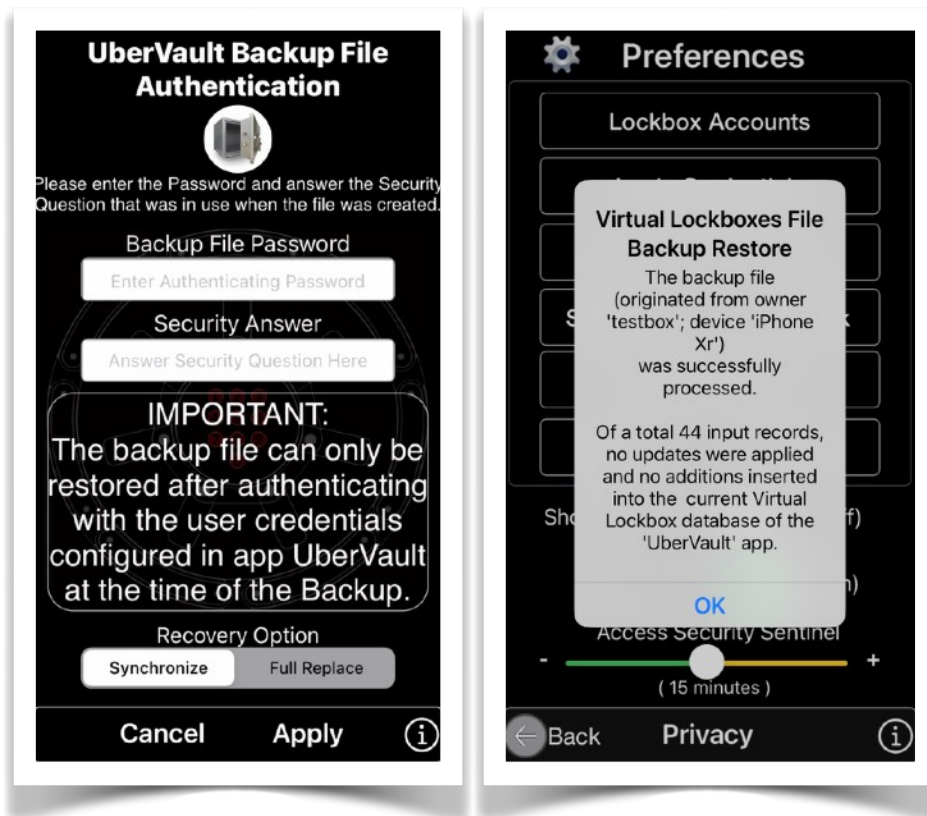 UberVault Backup File
Authentication
Please enter the Password and answer the Security
Question that was in use when the file was created.
Backup File Password
Enter Authenticating Password
Security Answer
Answer Security Question Here
IMPORTANT:
The backup file can only be
restored after authenticating
with the user credentials
configured in app UberVault
at the time of the Backup.
Recovery Option
Synchronize Full Replace
Cancel Apply i
Preferences
Lockbox Accounts
Virtual Lockboxes File
Backup Restore
The backup file
(originated from owner
'testbox'; device 'iPhone
Xr')
was successfully
processed.
Of a total 44 input records,
no updates were applied
and no additions inserted
into the current Virtual
Lockbox database of the
'UberVault' app.
OK
Access Security Sentinel
- +
( 15 minutes )
Back Privacy i